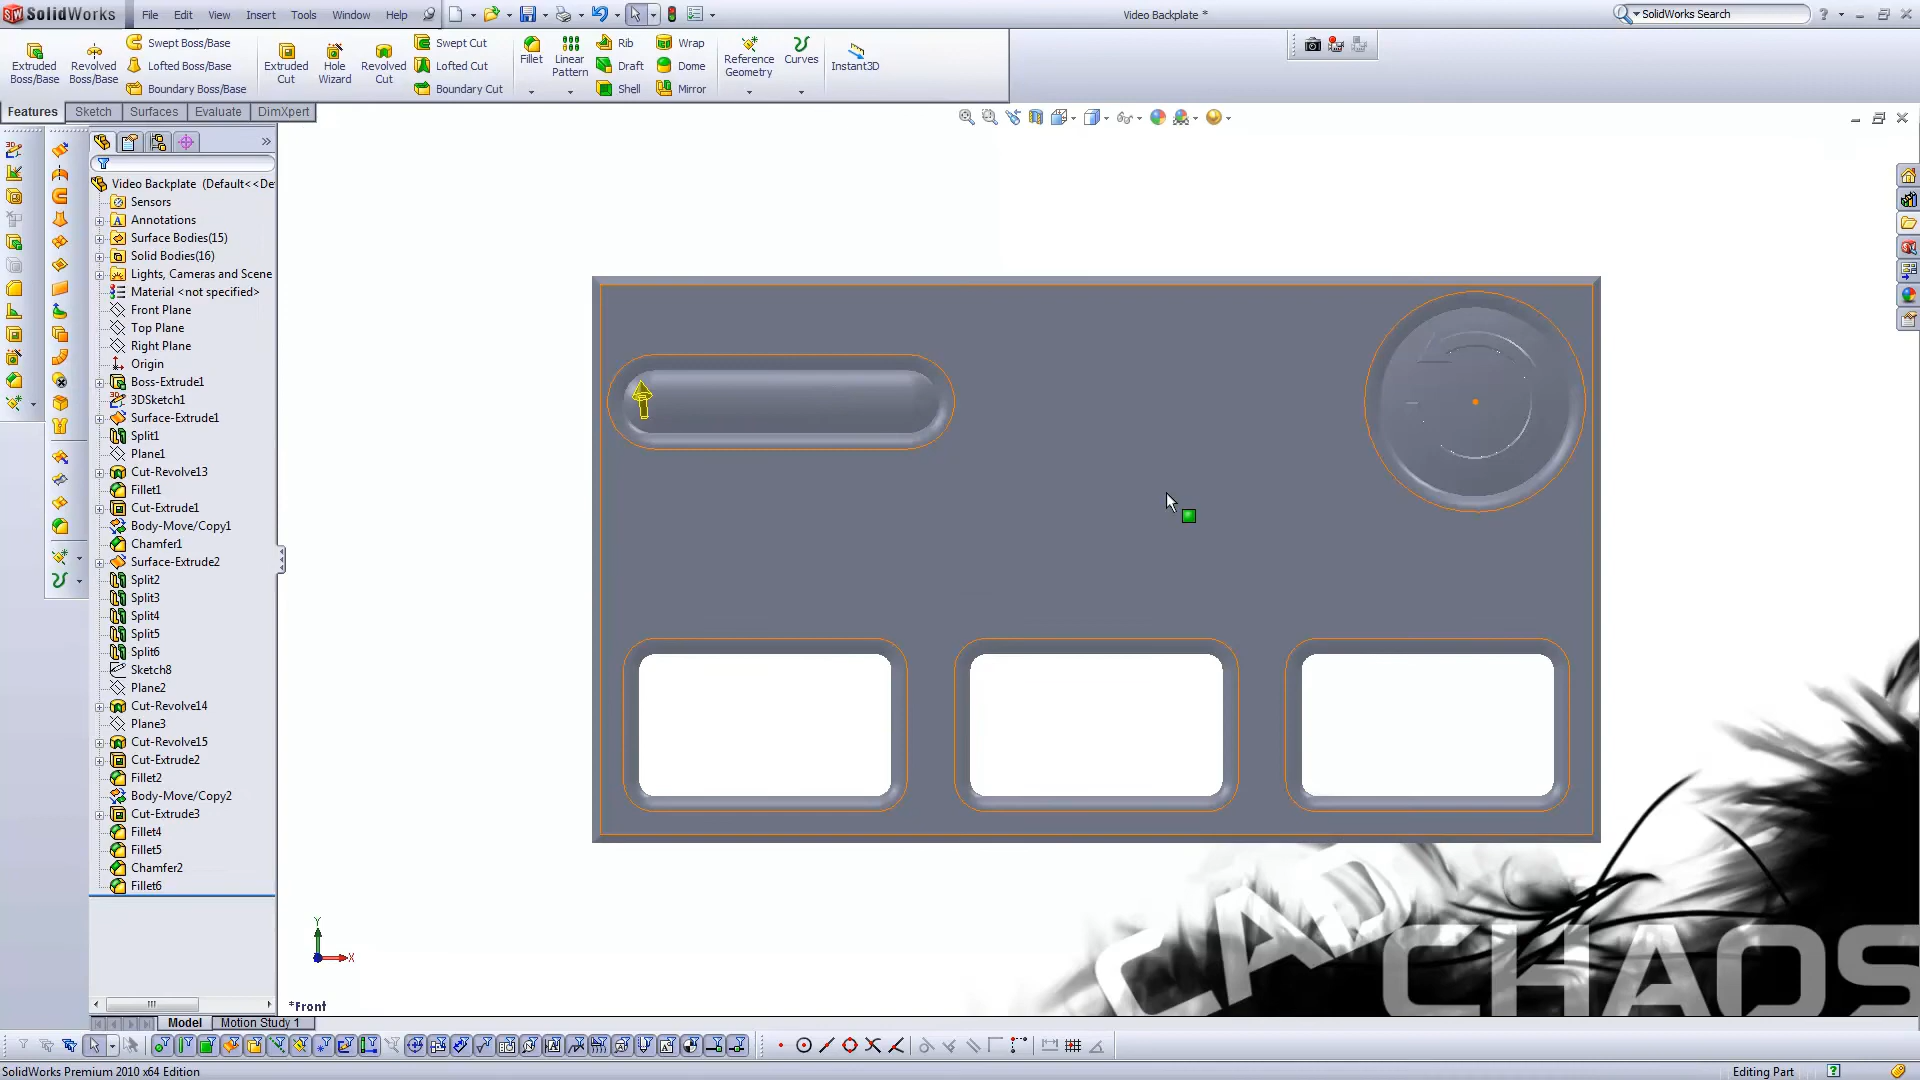 SolidWorks
File Edit View Insert Tools Window Help
Video Backplate *
SolidWorks Search
Extruded Boss/Base
Revolved Boss/Base
Swept Boss/Base
Lofted Boss/Base
Boundary Boss/Base
Extruded Cut
Hole Wizard
Revolved Cut
Swept Cut
Lofted Cut
Boundary Cut
Fillet
Linear Pattern
Rib
Draft
Shell
Wrap
Dome
Mirror
Reference Geometry
Curves
Instant3D
Features Sketch Surfaces Evaluate DimXpert
Video Backplate (Default<<De
Sensors
Annotations
Surface Bodies(15)
Solid Bodies(16)
Lights, Cameras and Scene
Material <not specified>
Front Plane
Top Plane
Right Plane
Origin
Boss-Extrude1
3DSketch1
Surface-Extrude1
Split1
Plane1
Cut-Revolve13
Fillet1
Cut-Extrude1
Body-Move/Copy1
Chamfer1
Surface-Extrude2
Split2
Split3
Split4
Split5
Split6
Sketch8
Plane2
Cut-Revolve14
Plane3
Cut-Revolve15
Cut-Extrude2
Fillet2
Body-Move/Copy2
Cut-Extrude3
Fillet4
Fillet5
Chamfer2
Fillet6
Y
X
*Front
CAD
CHAOS
Model Motion Study 1
SolidWorks Premium 2010 x64 Edition
Editing Part